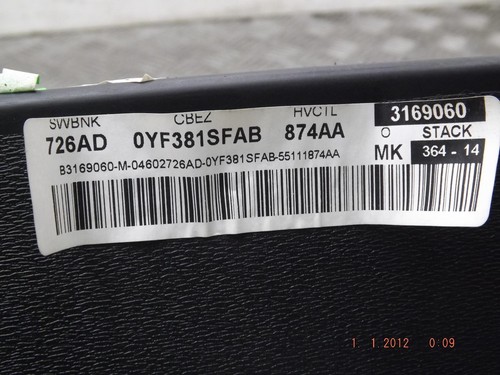 SWBNK CBEZ HVCTL 3169060
726AD 0YF381SFAB 874AA O STACK
B3169060-M-04602726AD-0YF381SFAB-55111874AA MK 364-14
1 1.2012 0:09